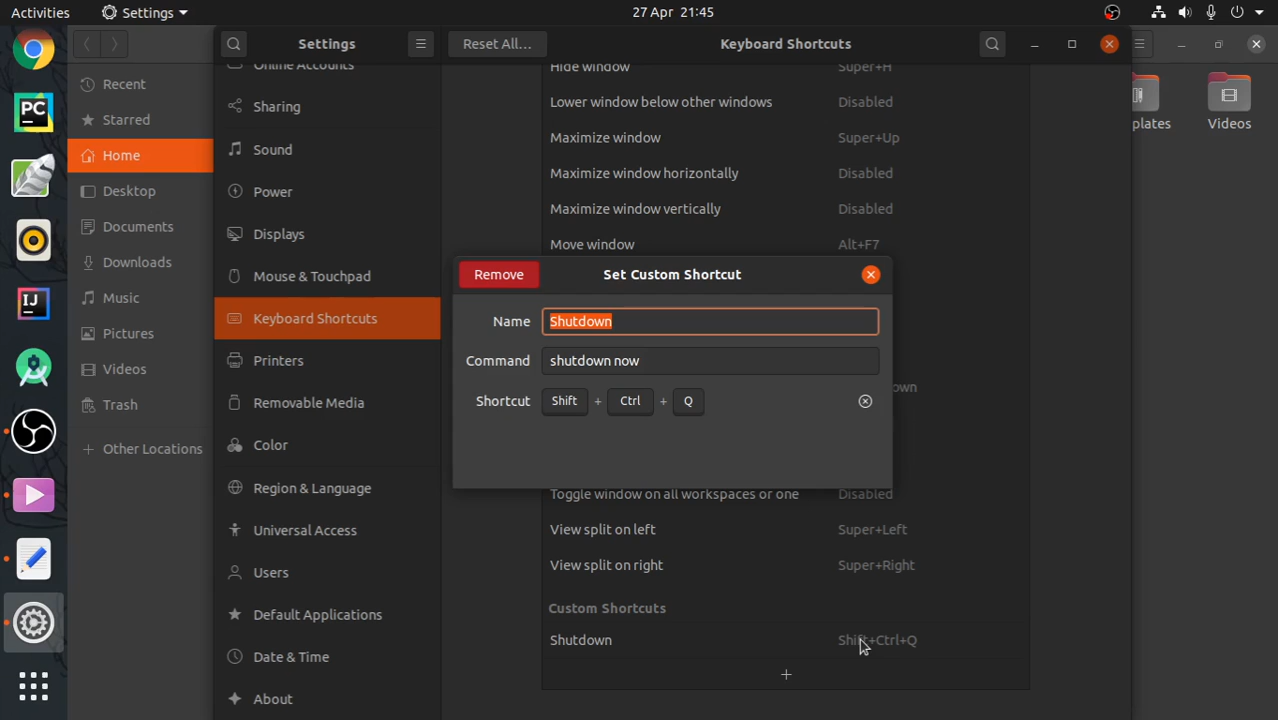 Activities
Settings
27 Apr 21:45
Settings
Reset All...
Keyboard Shortcuts
Recent
Starred
Home
Desktop
Documents
Downloads
Music
Pictures
Videos
Trash
Other Locations
Online Accounts
Sharing
Sound
Power
Displays
Mouse & Touchpad
Keyboard Shortcuts
Printers
Removable Media
Color
Region & Language
Universal Access
Users
Default Applications
Date & Time
About
Hide window Super+H
Lower window below other windows Disabled
Maximize window Super+Up
Maximize window horizontally Disabled
Maximize window vertically Disabled
Move window Alt+F7
Remove
Set Custom Shortcut
Name Shutdown
Command shutdown now
Shortcut Shift + Ctrl + Q
Toggle window on all workspaces or one Disabled
View split on left Super+Left
View split on right Super+Right
Custom Shortcuts
Shutdown Shift+Ctrl+Q
+
Videos
PC
IJ